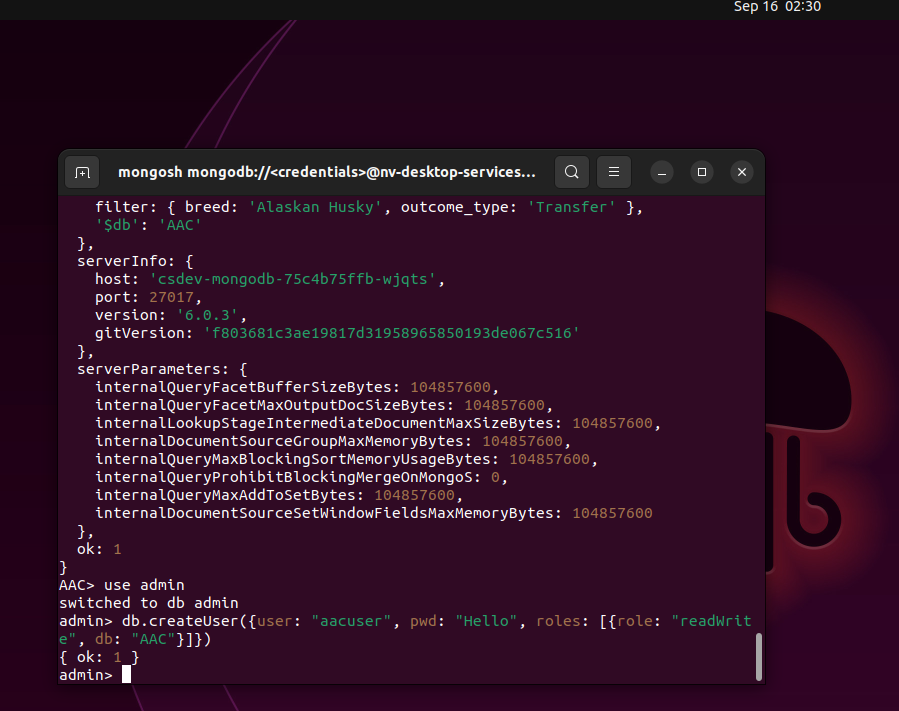 Sep 16  02:30
mongosh mongodb://<credentials>@nv-desktop-services...
filter: { breed: 'Alaskan Husky', outcome_type: 'Transfer' },
'$db': 'AAC'
},
serverInfo: {
host: 'csdev-mongodb-75c4b75ffb-wjqts',
port: 27017,
version: '6.0.3',
gitVersion: 'f803681c3ae19817d31958965850193de067c516'
},
serverParameters: {
internalQueryFacetBufferSizeBytes: 104857600,
internalQueryFacetMaxOutputDocSizeBytes: 104857600,
internalLookupStageIntermediateDocumentMaxSizeBytes: 104857600,
internalDocumentSourceGroupMaxMemoryBytes: 104857600,
internalQueryMaxBlockingSortMemoryUsageBytes: 104857600,
internalQueryProhibitBlockingMergeOnMongoS: 0,
internalQueryMaxAddToSetBytes: 104857600,
internalDocumentSourceSetWindowFieldsMaxMemoryBytes: 104857600
},
ok: 1
}
AAC> use admin
switched to db admin
admin> db.createUser({user: "aacuser", pwd: "Hello", roles: [{role: "readWrit
e", db: "AAC"}]})
{ ok: 1 }
admin>